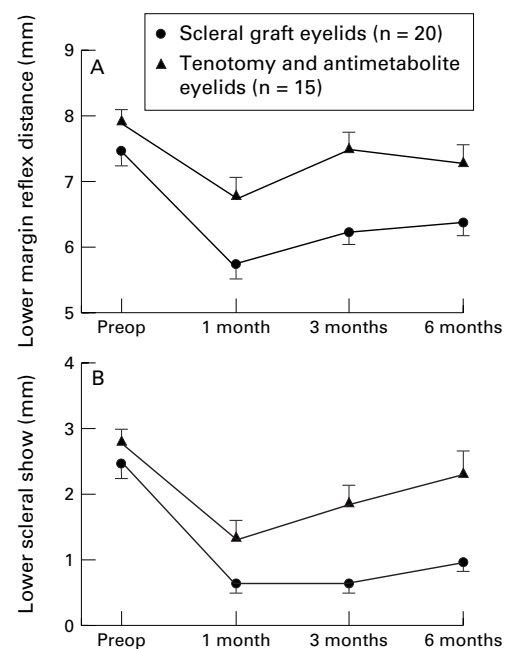 Scleral graft eyelids (n = 20)
Tenotomy and antimetabolite
eyelids (n = 15)
A
Lower margin reflex distance (mm)
9
8
7
6
5
Preop 1 month 3 months 6 months
B
Lower scleral show (mm)
4
3
2
1
0
Preop 1 month 3 months 6 months